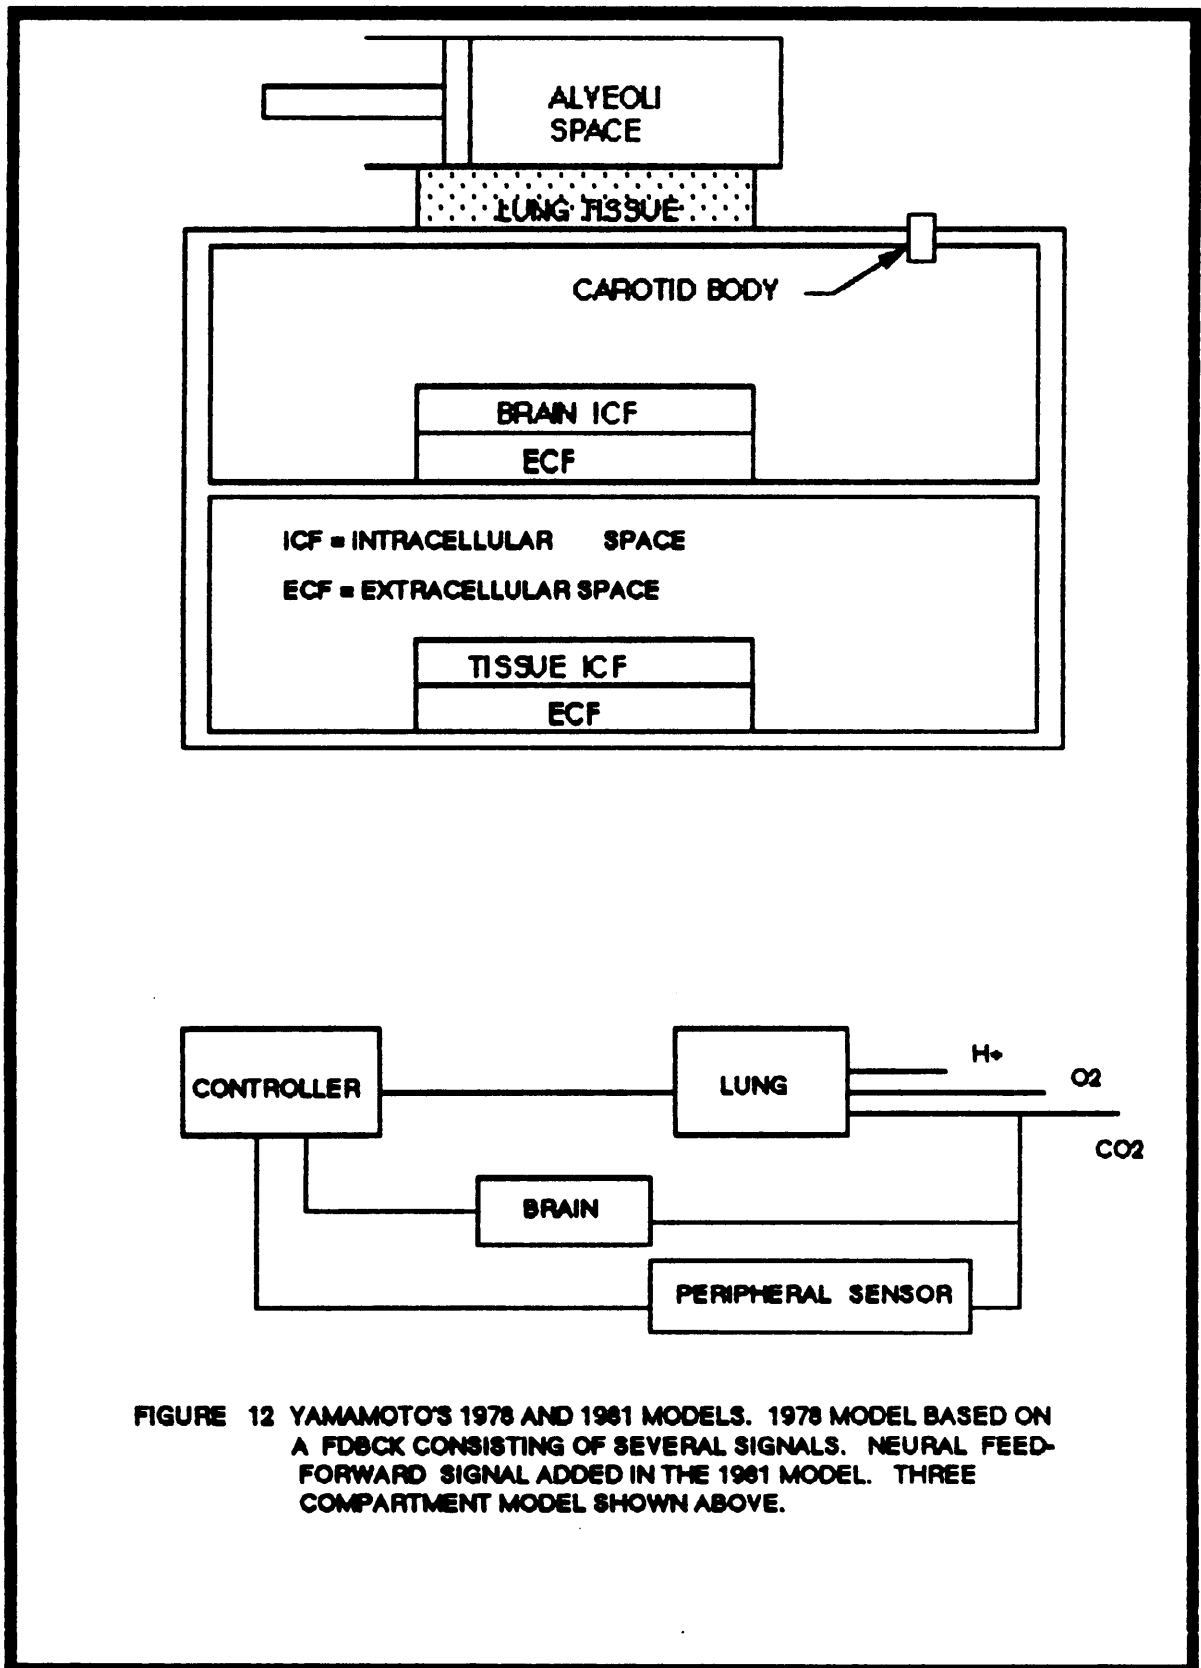 ALVEOLI
SPACE
LUNG TISSUE
CAROTID BODY
BRAIN ICF
ECF
ICF = INTRACELLULAR SPACE
ECF = EXTRACELLULAR SPACE
TISSUE ICF
ECF
CONTROLLER
LUNG
H+
O2
CO2
BRAIN
PERIPHERAL SENSOR
FIGURE 12 YAMAMOTO'S 1978 AND 1981 MODELS. 1978 MODEL BASED ON
A FDBCK CONSISTING OF SEVERAL SIGNALS. NEURAL FEED-
FORWARD SIGNAL ADDED IN THE 1981 MODEL. THREE
COMPARTMENT MODEL SHOWN ABOVE.